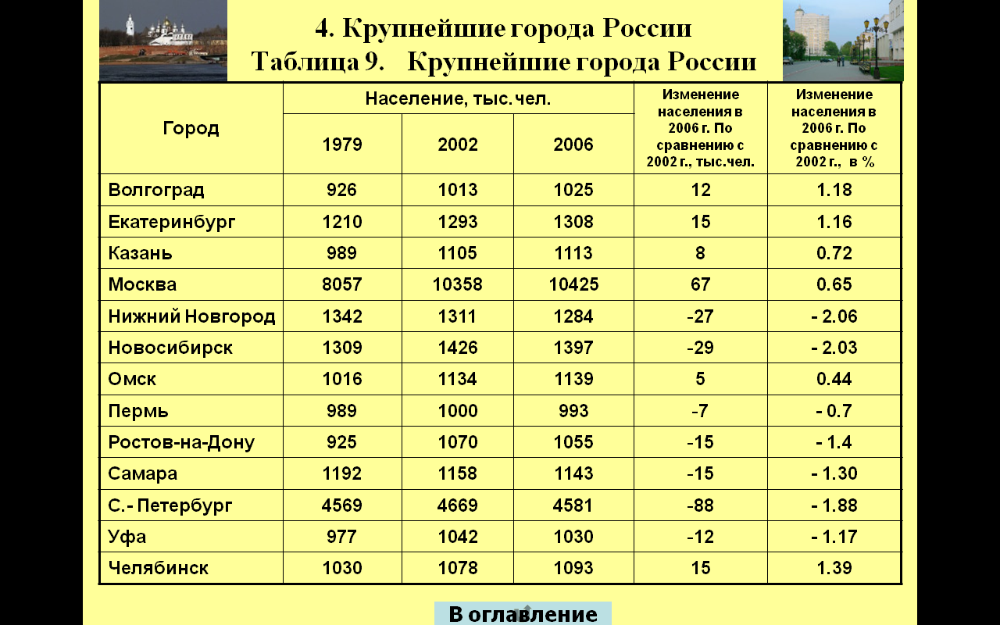 4. Крупнейшие города России
Таблица 9. Крупнейшие города России
Город
Население, тыс.чел.
Изменение
населения в
2006 г. По
сравнению с
2002 г., тыс.чел.
Изменение
населения в
2006 г. По
сравнению с
2002 г., в %
1979 2002 2006
Волгоград 926 1013 1025 12 1.18
Екатеринбург 1210 1293 1308 15 1.16
Казань 989 1105 1113 8 0.72
Москва 8057 10358 10425 67 0.65
Нижний Новгород 1342 1311 1284 -27 - 2.06
Новосибирск 1309 1426 1397 -29 - 2.03
Омск 1016 1134 1139 5 0.44
Пермь 989 1000 993 -7 - 0.7
Ростов-на-Дону 925 1070 1055 -15 - 1.4
Самара 1192 1158 1143 -15 - 1.30
С.- Петербург 4569 4669 4581 -88 - 1.88
Уфа 977 1042 1030 -12 - 1.17
Челябинск 1030 1078 1093 15 1.39
В оглавление